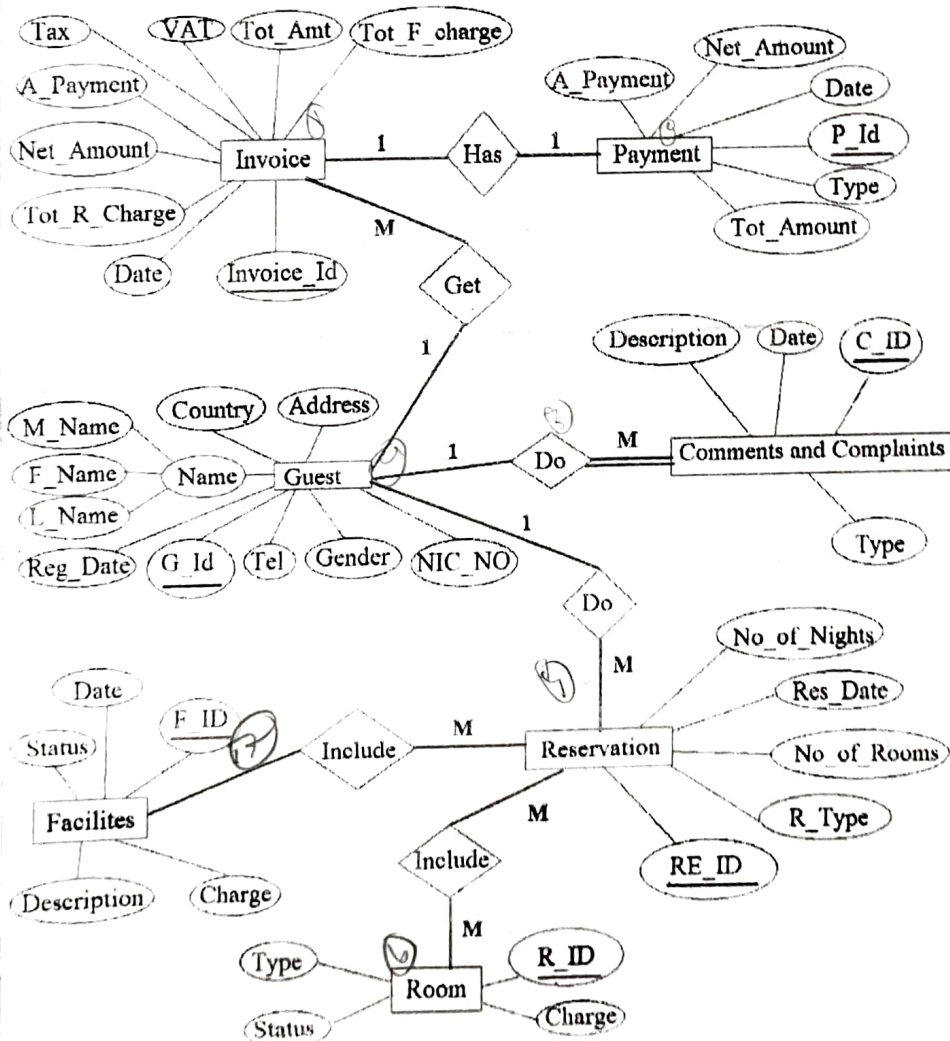 Tax VAT Tot_Amt Tot_F_charge
A_Payment
Net_Amount
Tot_R_Charge
Date Invoice_Id
Invoice 1 Has 1 Payment
A_Payment Net_Amount
Date
P_Id
Type
Tot_Amount
M
Get
1
Description Date C_ID
Country Address
M_Name
F_Name Name Guest 1 Do M Comments and Complaints
L_Name
Reg_Date G_Id Tel Gender NIC_NO
Type
1
Do
M
No_of_Nights
Res_Date
No_of_Rooms
R_Type
RE_ID
Date
F_ID
Status
Include M Reservation
Facilites
Description Charge
M
Include
M
Type R_ID
Room
Status Charge